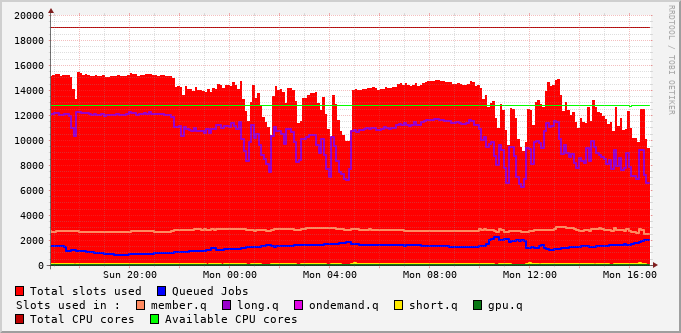 RRDTOOL / TOBI OETIKER
20000
18000
16000
14000
12000
10000
8000
6000
4000
2000
0
Sun 20:00 Mon 00:00 Mon 04:00 Mon 08:00 Mon 12:00 Mon 16:00
Total slots used Queued Jobs
Slots used in : member.q long.q ondemand.q short.q gpu.q
Total CPU cores Available CPU cores